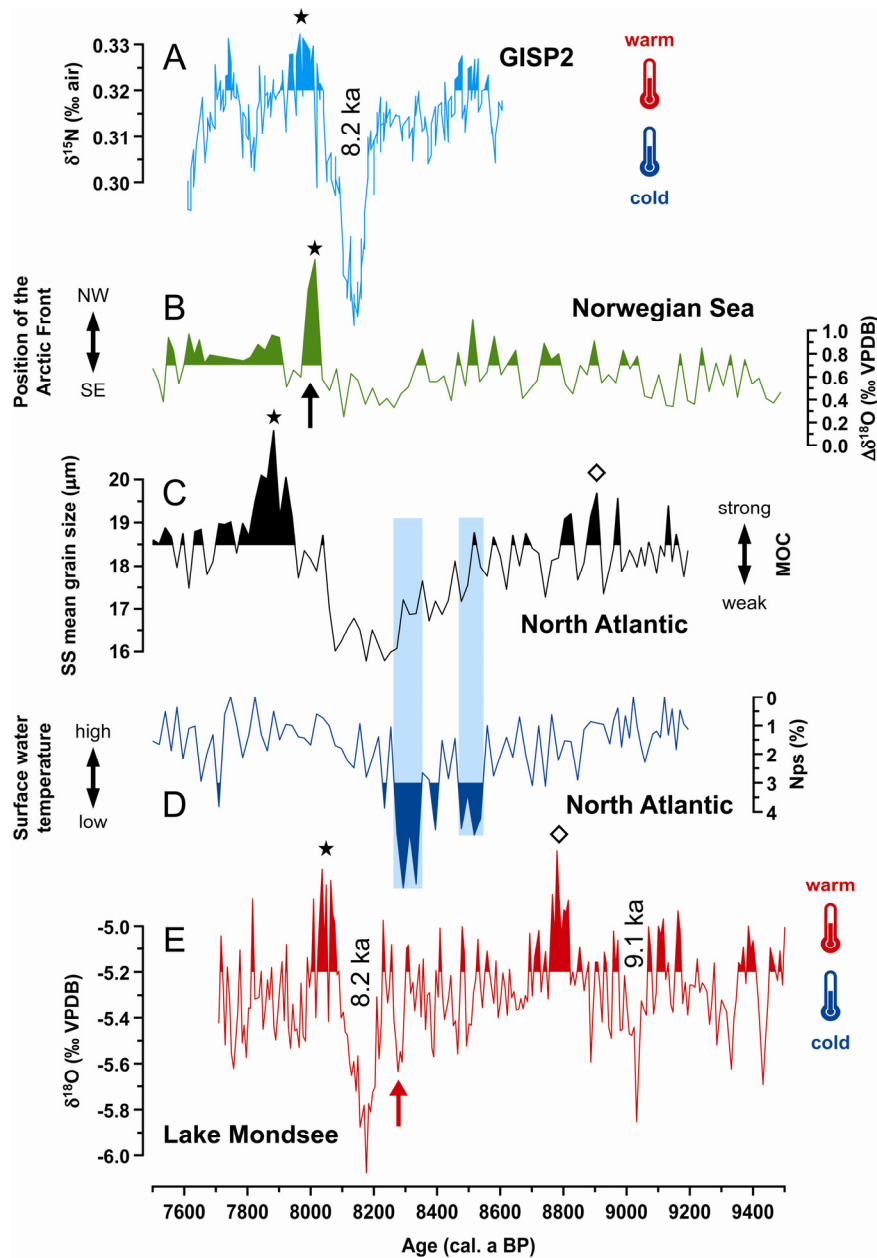 A
GISP2
warm
cold
0.33
0.32
0.31
0.30
δ¹⁵N (‰ air)
8.2 ka
B
Norwegian Sea
Position of the
Arctic Front
NW
SE
1.0
0.8
0.6
0.4
0.2
0.0
Δδ¹⁸O (‰ VPDB)
C
North Atlantic
20
19
18
17
16
SS mean grain size (μm)
strong
weak
MOC
D
North Atlantic
Surface water
temperature
high
low
0
1
2
3
4
Nps (%)
E
Lake Mondsee
-5.0
-5.2
-5.4
-5.6
-5.8
-6.0
δ¹⁸O (‰ VPDB)
8.2 ka
9.1 ka
warm
cold
7600 7800 8000 8200 8400 8600 8800 9000 9200 9400
Age (cal. a BP)